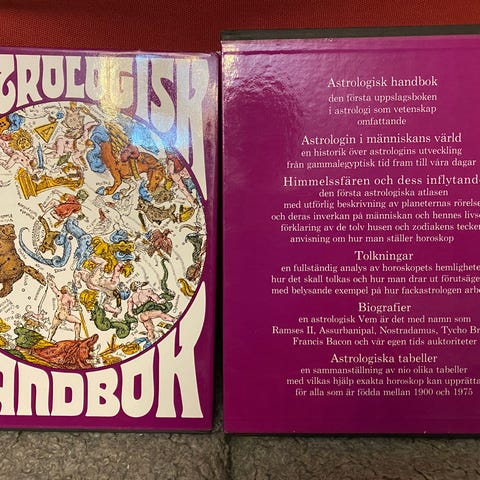 TROLOGISK
ANDBOK
Astrologisk handbok
den första uppslagsboken
i astrologi som vetenskap
omfattande
Astrologin i människans värld
en historik över astrologins utveckling
från gammalegyptisk tid fram till våra dagar
Himmelssfären och dess inflytande
den första astrologiska atlasen
med utförlig beskrivning av planeternas rörelse
och deras inverkan på människan och hennes livs
förklaring av de tolv husen och zodiakens tecken
anvisning om hur man ställer horoskop
Tolkningar
en fullständig analys av horoskopets hemlighete
hur det skall tolkas och hur man drar ut förutsäge
med belysande exempel på hur fackastrologen arbe
Biografier
en astrologisk Vem är det med namn som
Ramses II, Assurbanipal, Nostradamus, Tycho Br
Francis Bacon och vår egen tids auktoriteter
Astrologiska tabeller
en sammanställning av nio olika tabeller
med vilkas hjälp exakta horoskop kan upprätta
för alla som är födda mellan 1900 och 1975